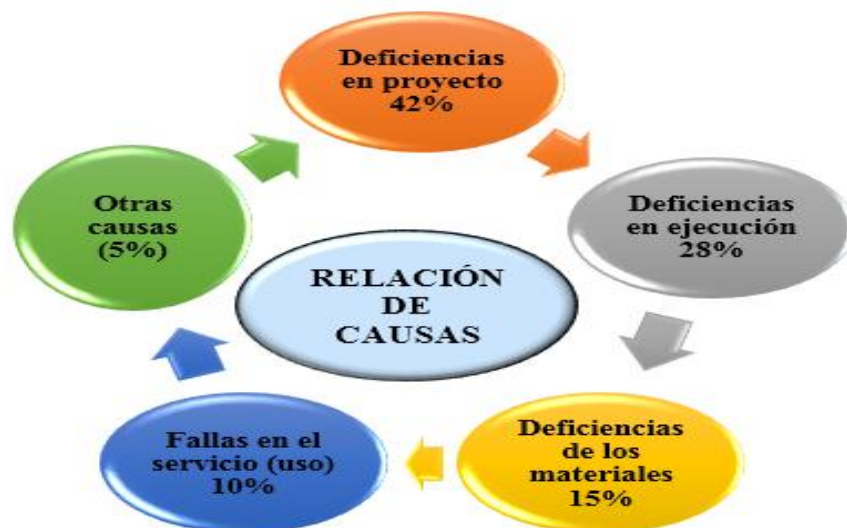 Deficiencias
en proyecto
42%
Deficiencias
en ejecución
28%
Deficiencias
de los
materiales
15%
Fallas en el
servicio (uso)
10%
Otras
causas
(5%)
RELACIÓN
DE
CAUSAS